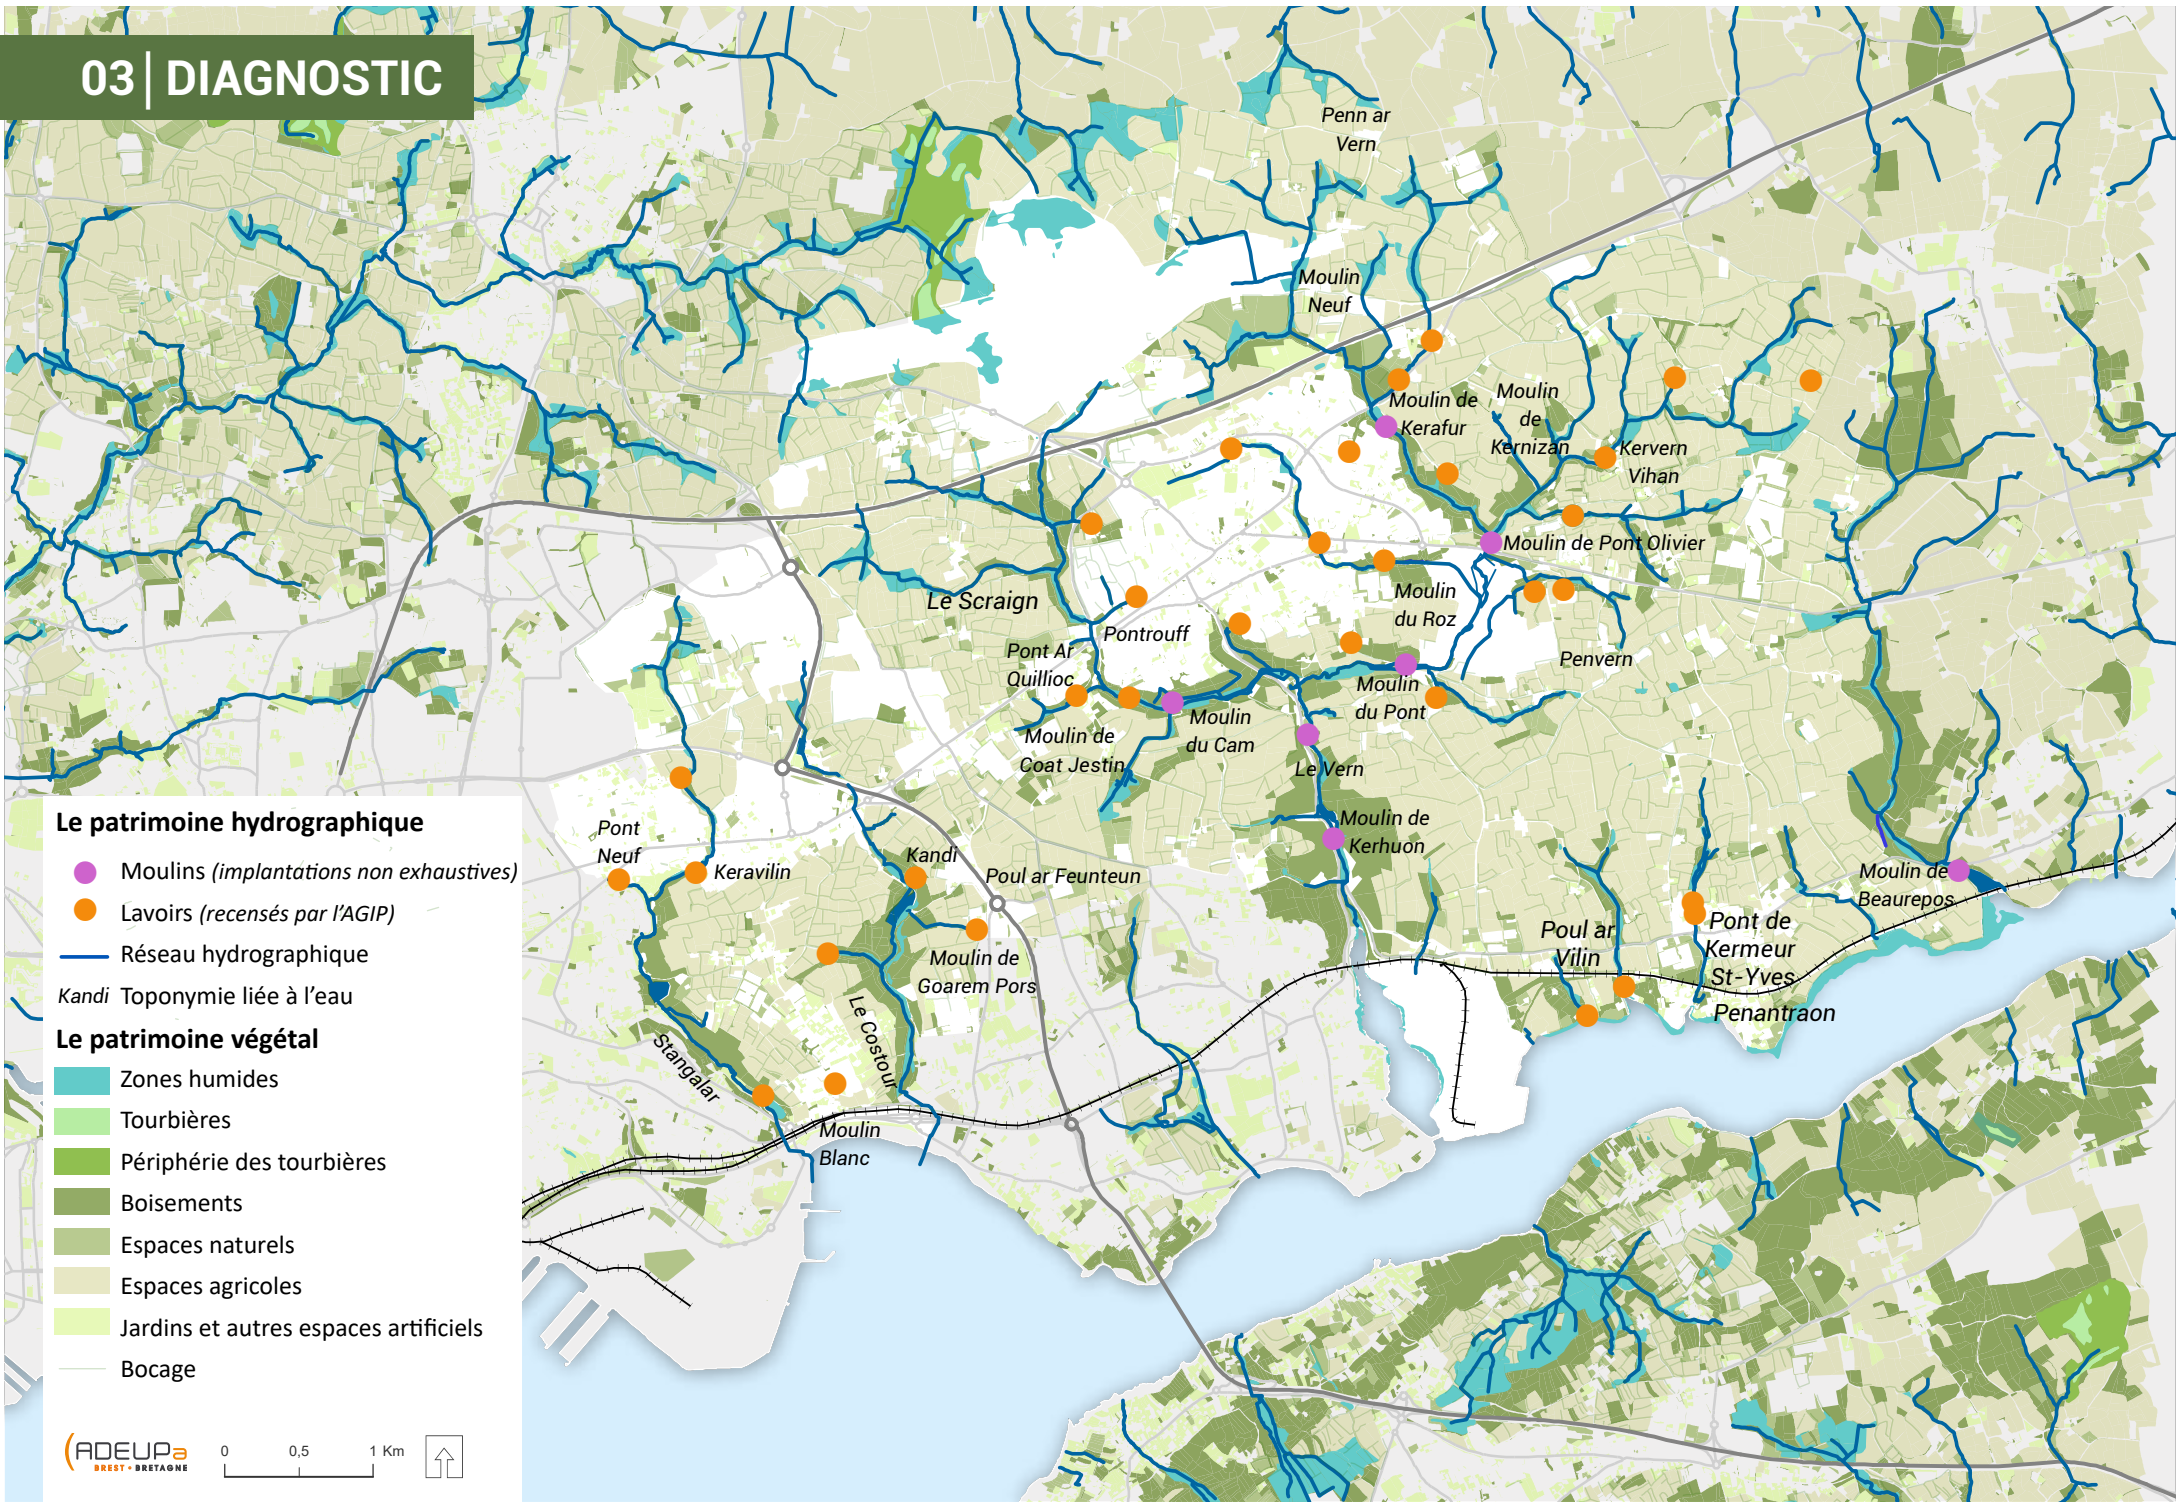 03 | DIAGNOSTIC
Penn ar
Vern
Moulin
Neuf
Moulin de
Kerafur
Moulin
de
Kernizan
Kervern
Vihan
Moulin de Pont Olivier
Le Scraign
Moulin
du Roz
Pontrouff
Pont Ar
Quillioc
Penvern
Moulin
du Pont
Moulin
du Cam
Moulin de
Coat Jestin
Le Vern
Pont
Neuf
Moulin de
Kerhuon
Kandi
Keravilin
Poul ar Feunteun
Moulin de
Beaurepos
Poul ar
Vilin
Pont de
Kermeur
St-Yves
Moulin de
Goarem Pors
Le Costour
Penantraon
Stangalar
Moulin
Blanc
Le patrimoine hydrographique
Moulins (implantations non exhaustives)
Lavoirs (recensés par l’AGIP)
Réseau hydrographique
Kandi Toponymie liée à l’eau
Le patrimoine végétal
Zones humides
Tourbières
Périphérie des tourbières
Boisements
Espaces naturels
Espaces agricoles
Jardins et autres espaces artificiels
Bocage
ADEUPa
BREST • BRETAGNE
0 0,5 1 Km